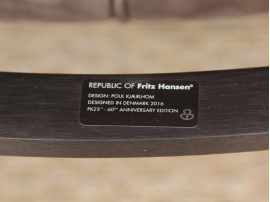 REPUBLIC OF Fritz Hansen®
DESIGN: POUL KJÆRHOLM
DESIGNED IN DENMARK 2016
PK22™ - 60TH ANNIVERSARY EDITION